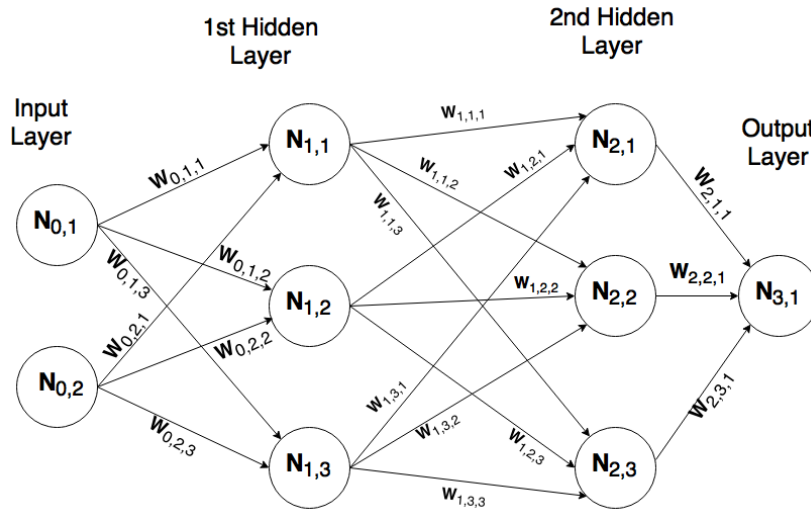 1st Hidden
Layer
2nd Hidden
Layer
Input
Layer
Output
Layer
N0,1
N0,2
N1,1
N1,2
N1,3
N2,1
N2,2
N2,3
N3,1
W0,1,1
W0,1,2
W0,1,3
W0,2,1
W0,2,2
W0,2,3
W1,1,1
W1,1,2
W1,1,3
W1,2,1
W1,2,2
W1,2,3
W1,3,1
W1,3,2
W1,3,3
W2,1,1
W2,2,1
W2,3,1